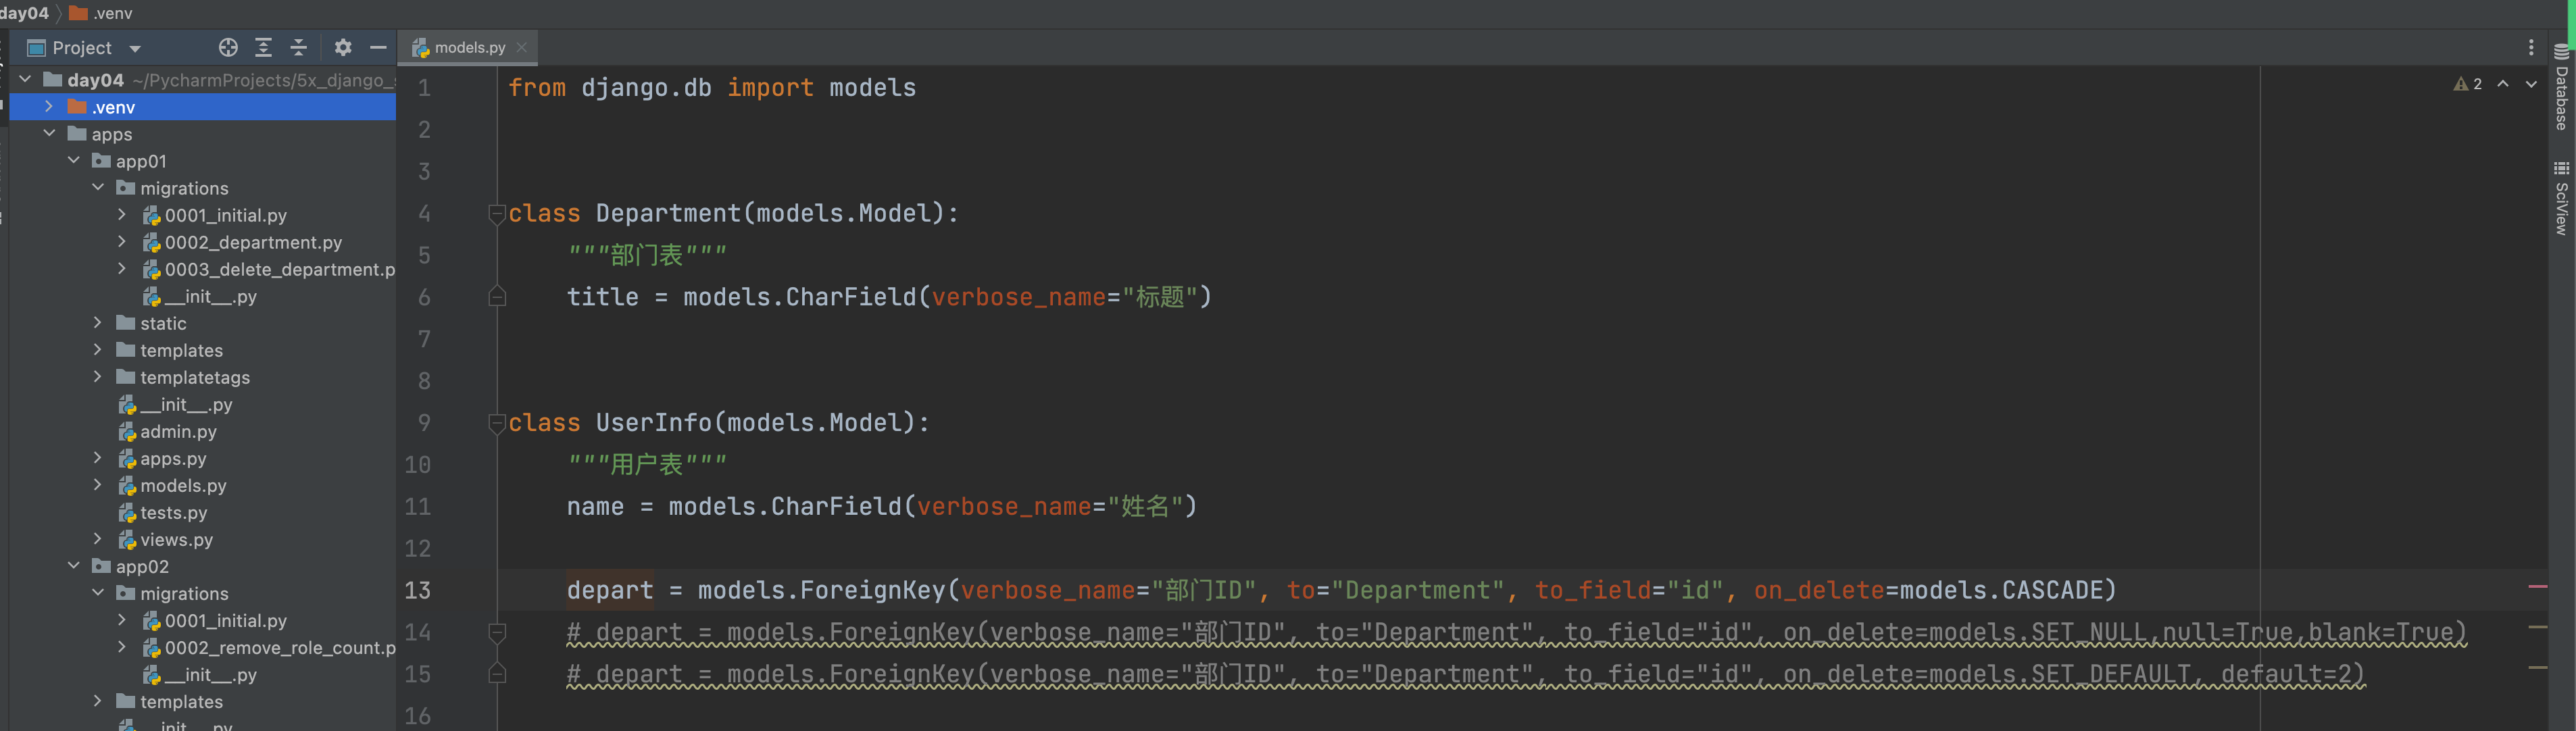 day04 .venv
Project
models.py
day04 ~/PycharmProjects/5x_django_
.venv
apps
app01
migrations
0001_initial.py
0002_department.py
0003_delete_department.p
__init__.py
static
templates
templatetags
__init__.py
admin.py
apps.py
models.py
tests.py
views.py
app02
migrations
0001_initial.py
0002_remove_role_count.p
__init__.py
templates
__init__.py
1 from django.db import models
2
3
4 class Department(models.Model):
5 """部门表"""
6 title = models.CharField(verbose_name="标题")
7
8
9 class UserInfo(models.Model):
10 """用户表"""
11 name = models.CharField(verbose_name="姓名")
12
13 depart = models.ForeignKey(verbose_name="部门ID", to="Department", to_field="id", on_delete=models.CASCADE)
14 # depart = models.ForeignKey(verbose_name="部门ID", to="Department", to_field="id", on_delete=models.SET_NULL,null=True,blank=True)
15 # depart = models.ForeignKey(verbose_name="部门ID", to="Department", to_field="id", on_delete=models.SET_DEFAULT, default=2)
16
2
Database
SciView